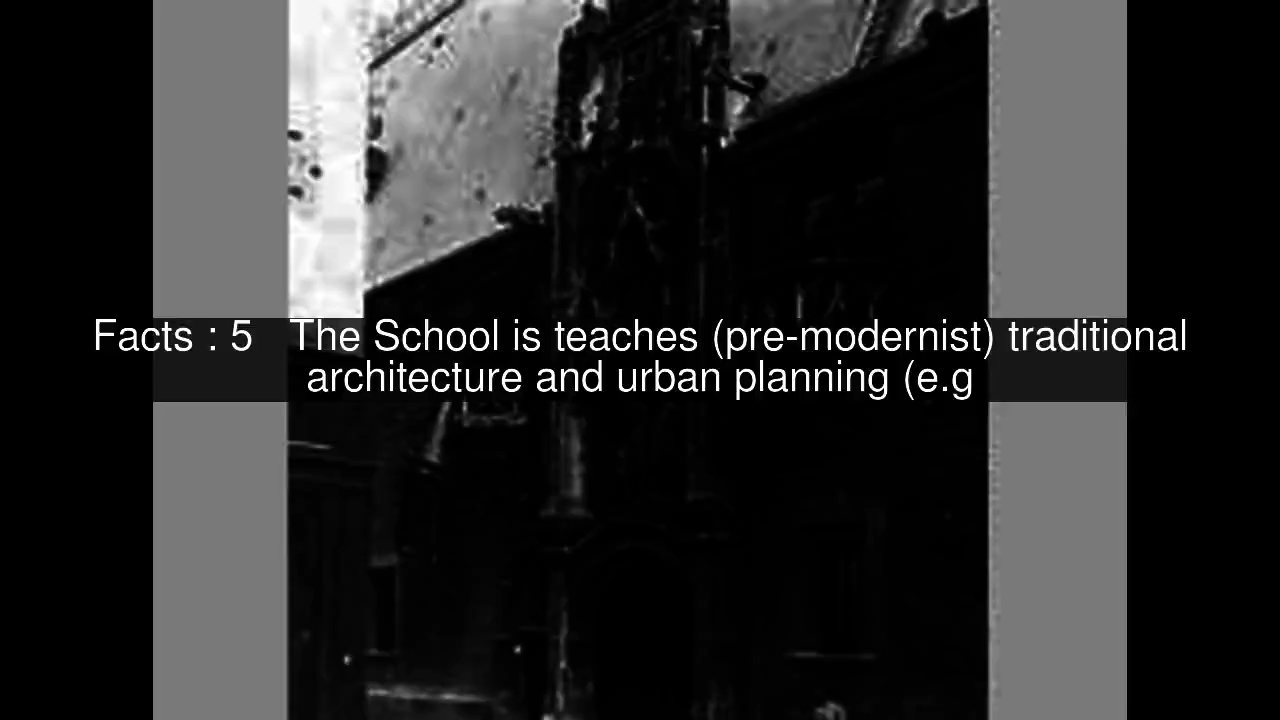 Facts : 5   The School is teaches (pre-modernist) traditional
architecture and urban planning (e.g